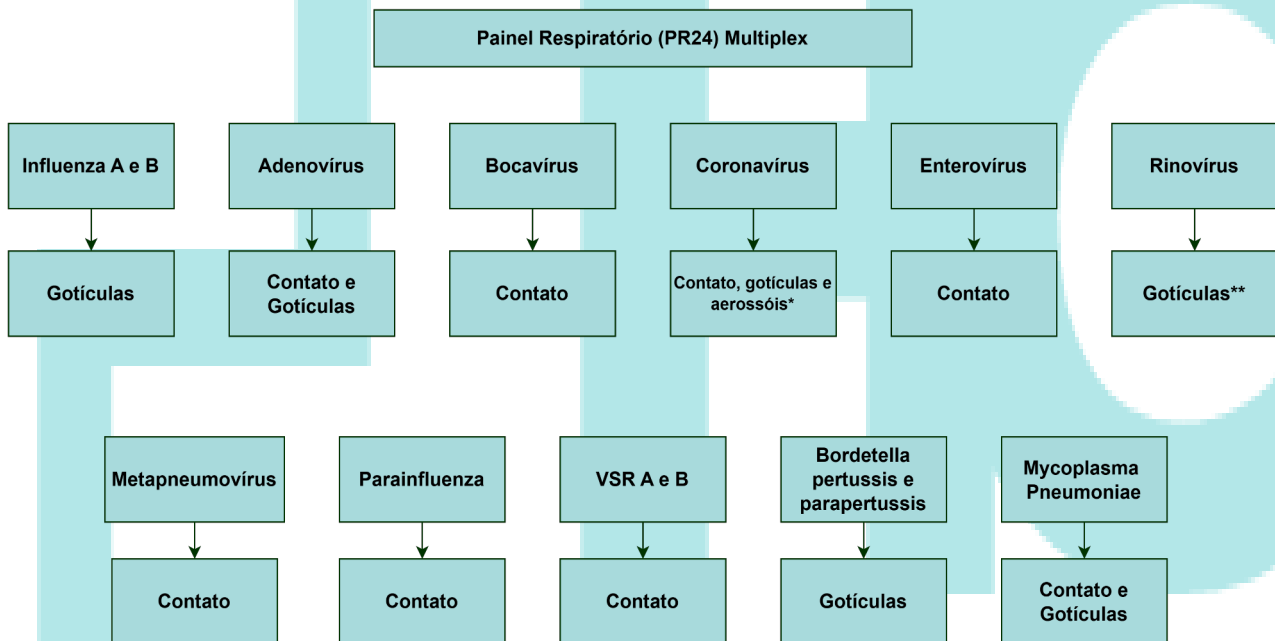 Painel Respiratório (PR24) Multiplex
Influenza A e B
Adenovírus
Bocavírus
Coronavírus
Enterovírus
Rinovírus
Gotículas
Contato e
Gotículas
Contato
Contato, gotículas e
aerossóis*
Contato
Gotículas**
Metapneumovírus
Parainfluenza
VSR A e B
Bordetella
pertussis e
parapertussis
Mycoplasma
Pneumoniae
Contato
Contato
Contato
Gotículas
Contato e
Gotículas